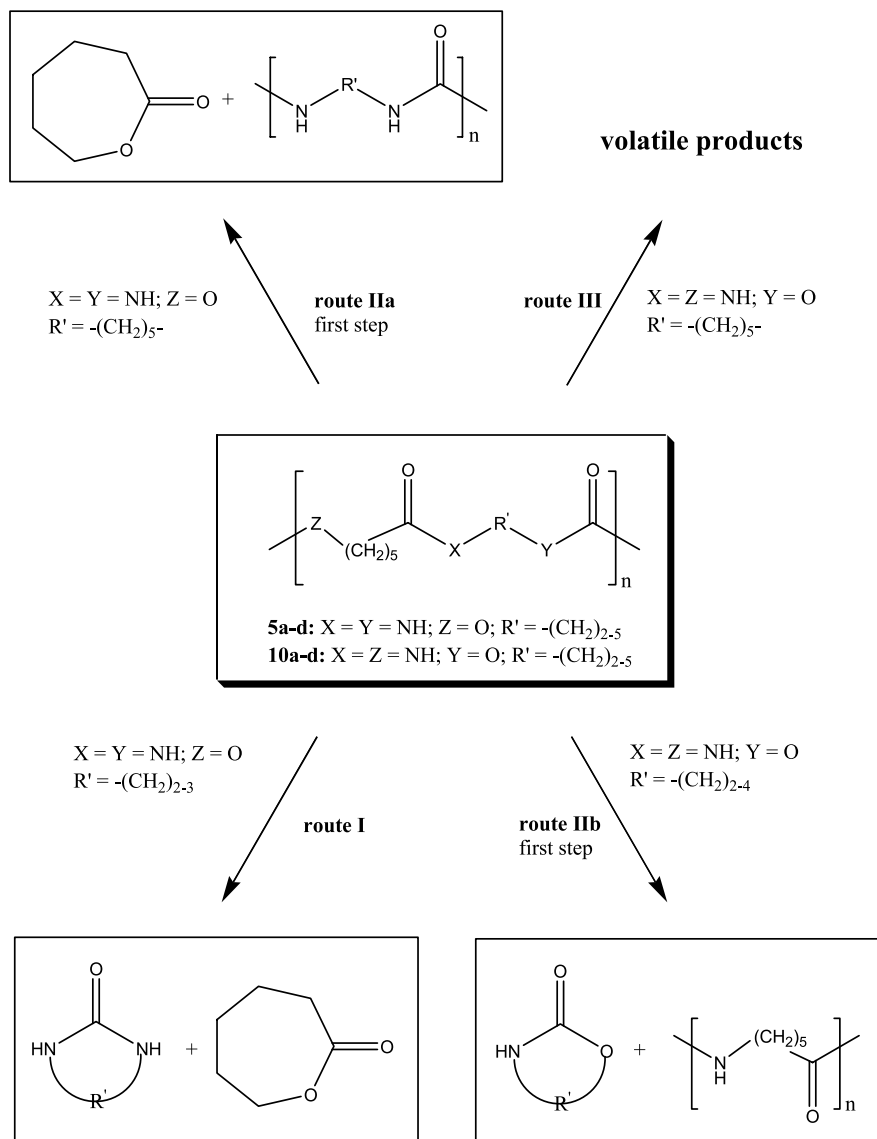 O
O
+
N
H
R'
N
H
O
n
volatile products
X = Y = NH; Z = O
R' = -(CH₂)₅-
route IIa
first step
route III
X = Z = NH; Y = O
R' = -(CH₂)₅-
Z
(CH₂)₅
O
X
R'
Y
O
n
5a-d: X = Y = NH; Z = O; R' = -(CH₂)₂₋₅
10a-d: X = Z = NH; Y = O; R' = -(CH₂)₂₋₅
X = Y = NH; Z = O
R' = -(CH₂)₂₋₃
route I
route IIb
first step
X = Z = NH; Y = O
R' = -(CH₂)₂₋₄
O
HN
NH
R'
+
O
O
O
HN
O
R'
+
N
H
(CH₂)₅
O
n